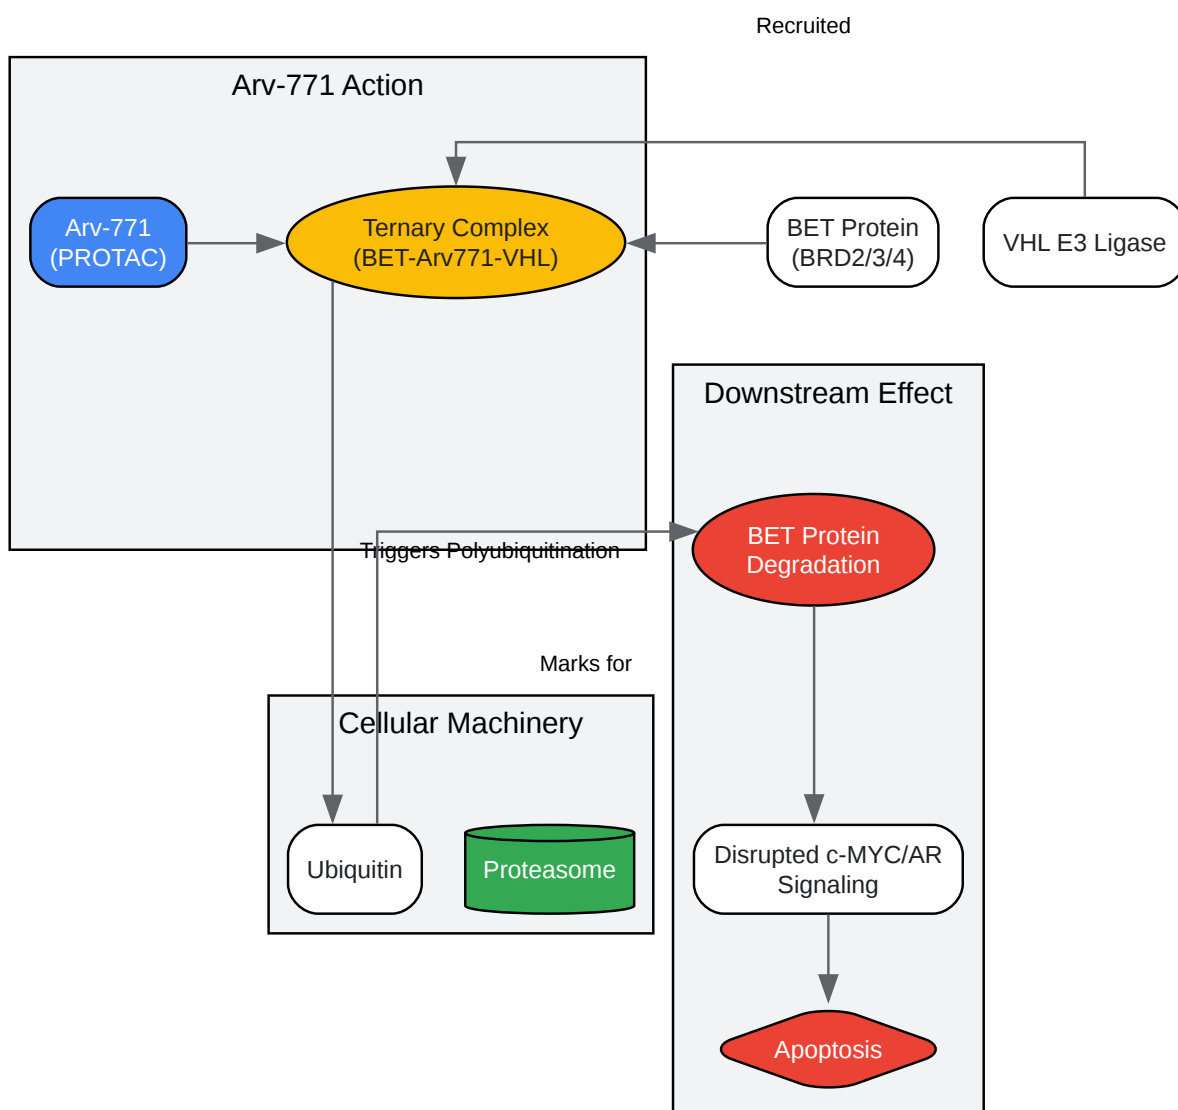 Recruited
Arv-771 Action
Arv-771
(PROTAC)
Ternary Complex
(BET-Arv771-VHL)
BET Protein
(BRD2/3/4)
VHL E3 Ligase
Downstream Effect
BET Protein
Degradation
Triggers Polyubiquitination
Marks for
Cellular Machinery
Ubiquitin
Proteasome
Disrupted c-MYC/AR
Signaling
Apoptosis